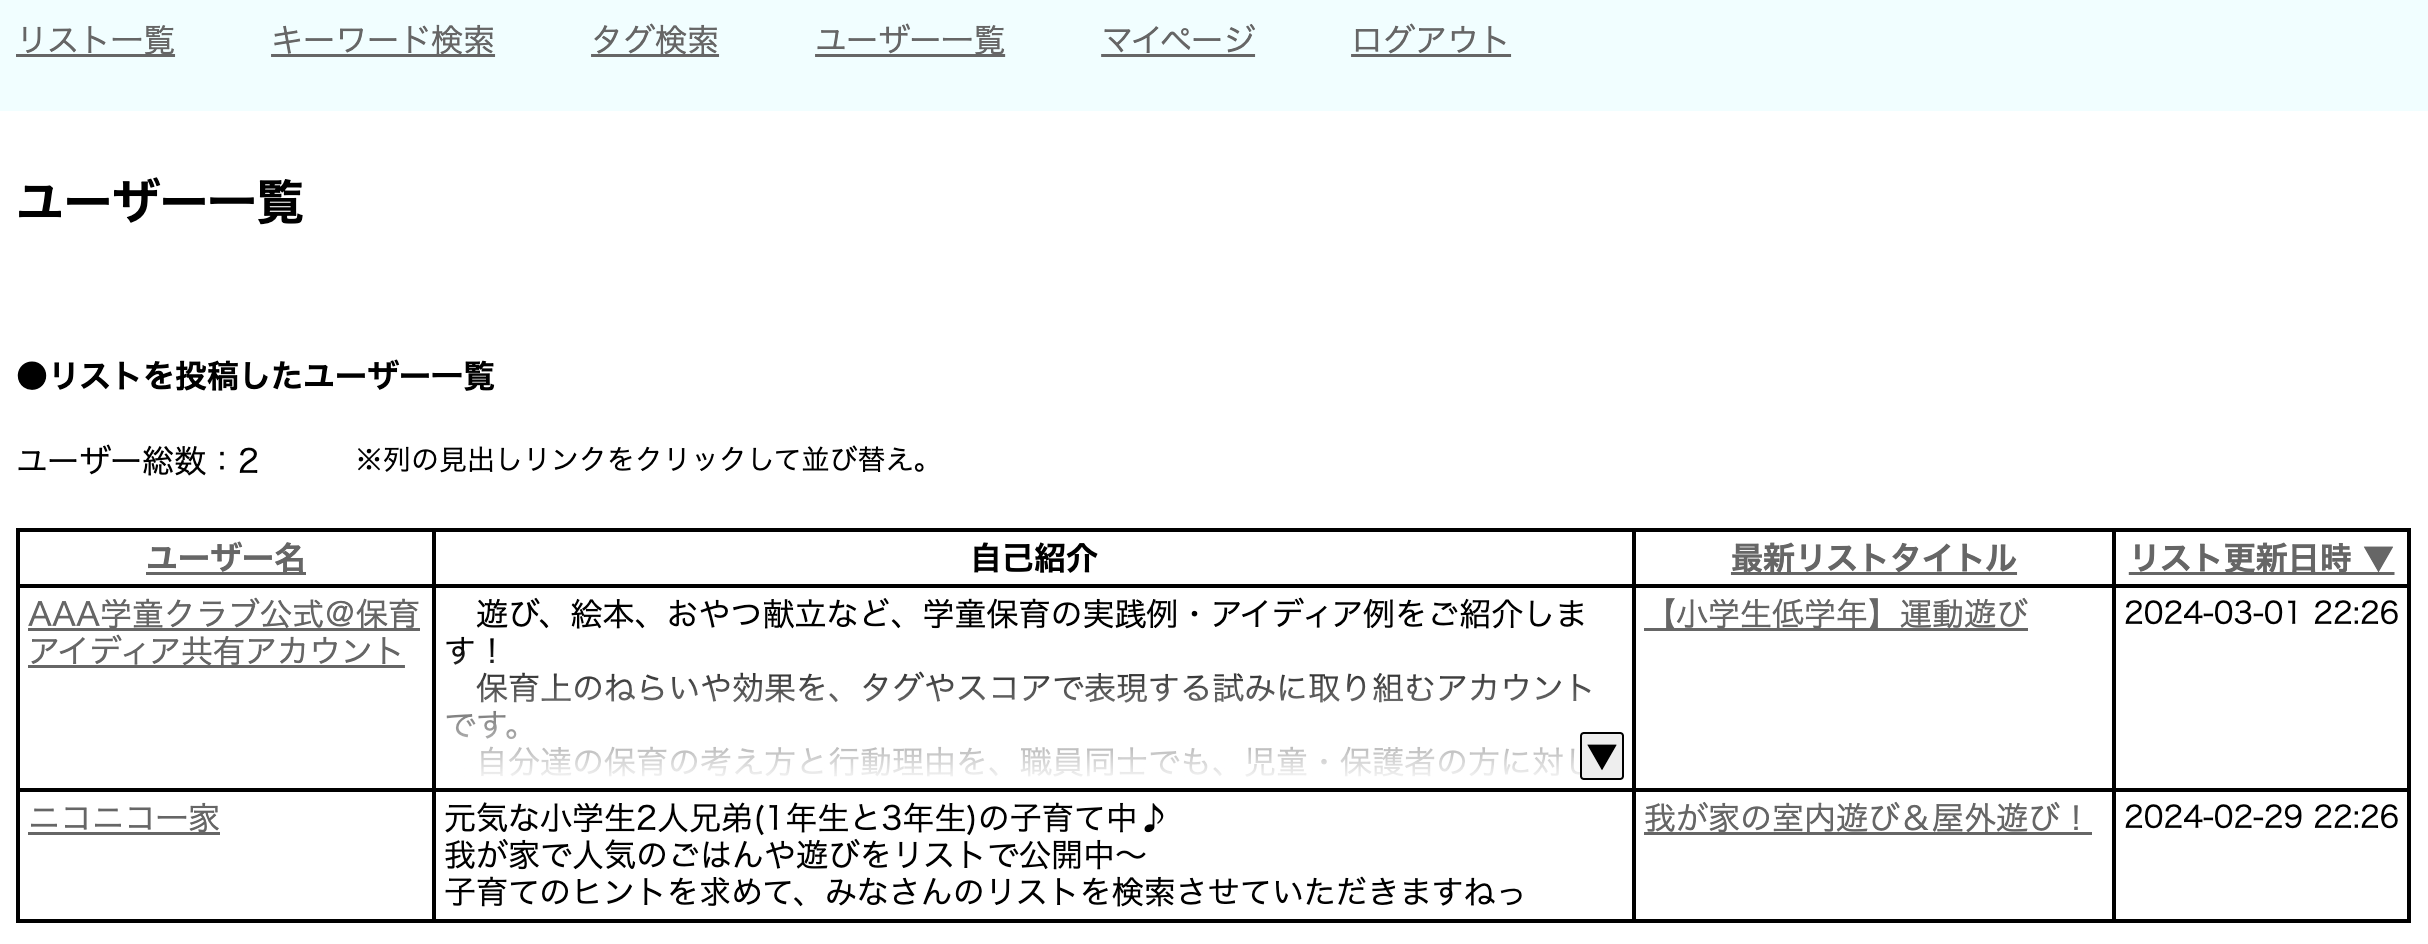 リスト一覧 キーワード検索 タグ検索 ユーザー一覧 マイページ ログアウト
ユーザー一覧
●リストを投稿したユーザー一覧
ユーザー総数：2 ※列の見出しリンクをクリックして並び替え。
ユーザー名 自己紹介 最新リストタイトル リスト更新日時 ▼
AAA学童クラブ公式＠保育
アイディア共有アカウント
　遊び、絵本、おやつ献立など、学童保育の実践例・アイディア例をご紹介しま
す！
　保育上のねらいや効果を、タグやスコアで表現する試みに取り組むアカウント
です。
　自分達の保育の考え方と行動理由を、職員同士でも、児童・保護者の方に対し
▼
【小学生低学年】運動遊び
2024-03-01 22:26
ニコニコ一家
元気な小学生2人兄弟(1年生と3年生)の子育て中♪
我が家で人気のごはんや遊びをリストで公開中〜
子育てのヒントを求めて、みなさんのリストを検索させていただきますねっ
我が家の室内遊び＆屋外遊び！
2024-02-29 22:26